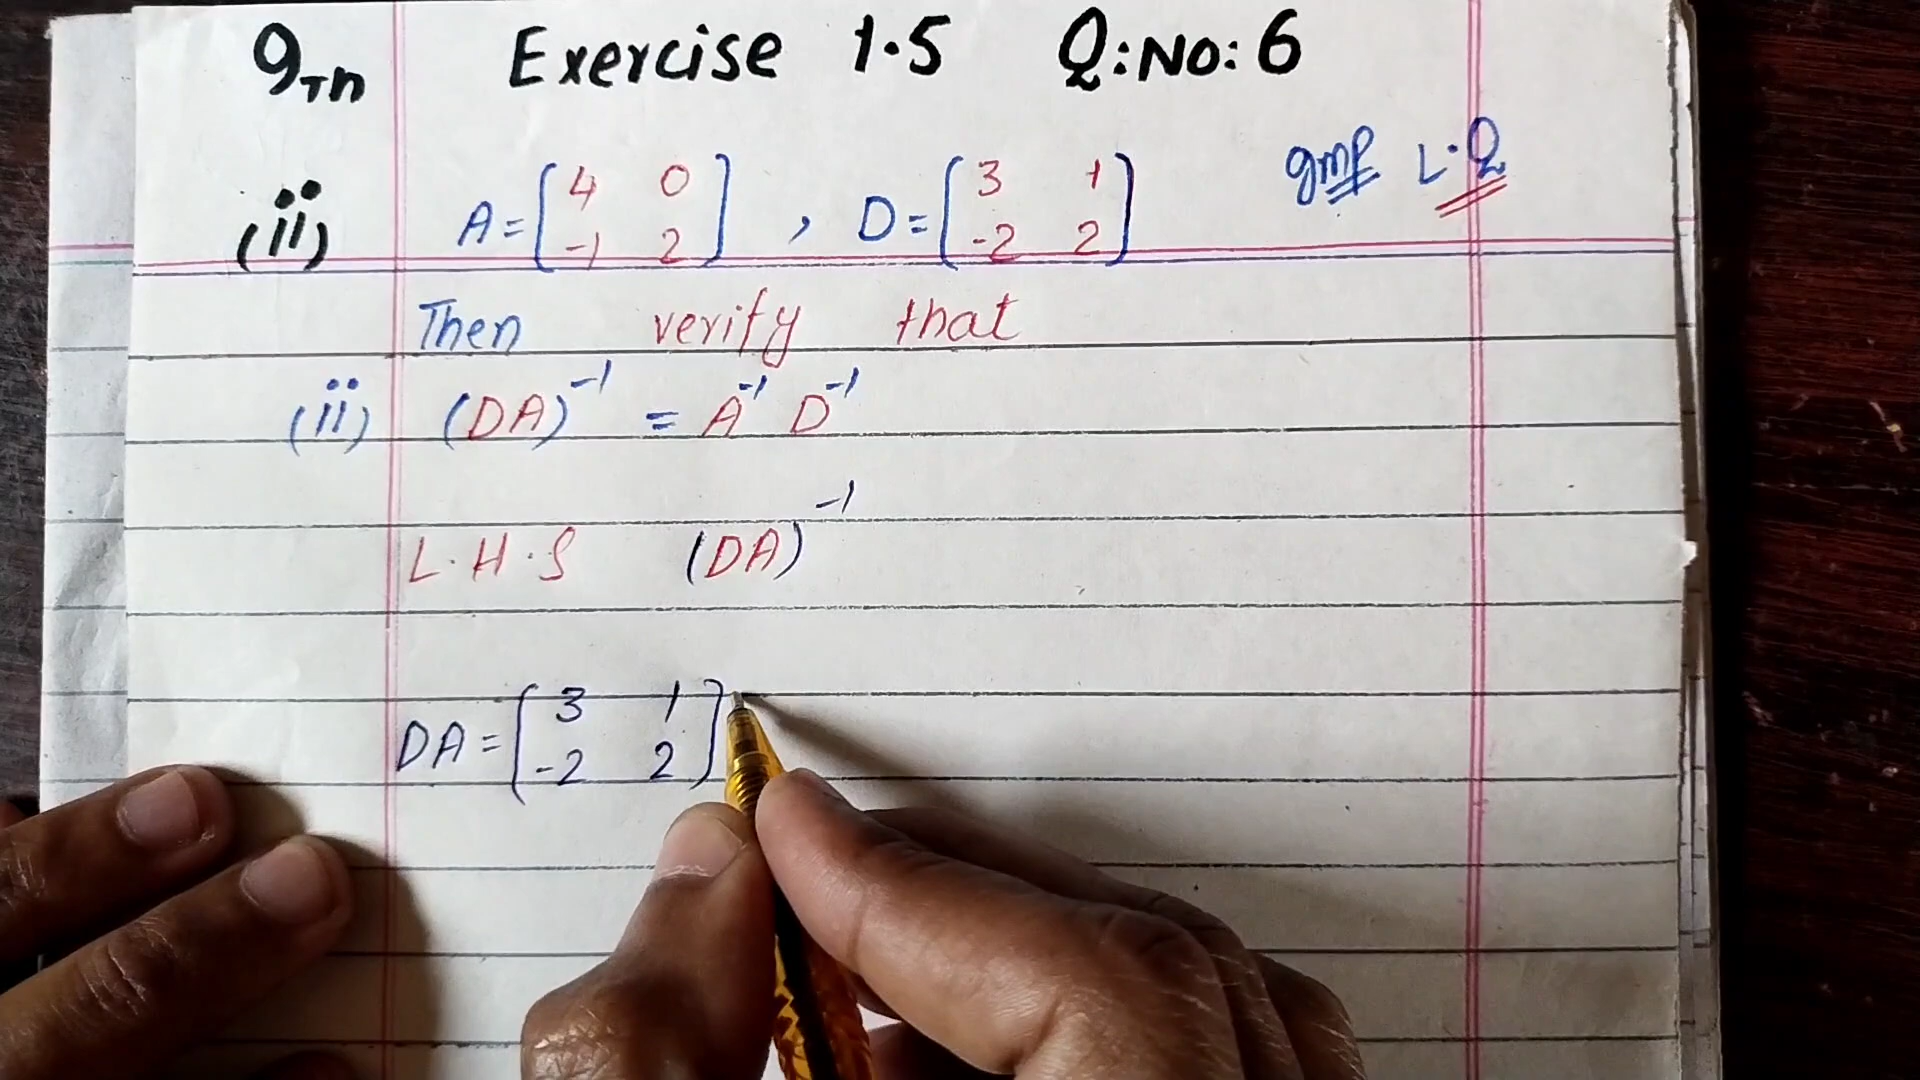 9TH Exercise 1.5 Q:No:6
(ii) A = [4 0 -1 2] , D = [3 1 -2 2] Imp L.Q
Then verify that
(ii) (DA)⁻¹ = A⁻¹ D⁻¹
L.H.S (DA)⁻¹
DA = [3 1 -2 2]